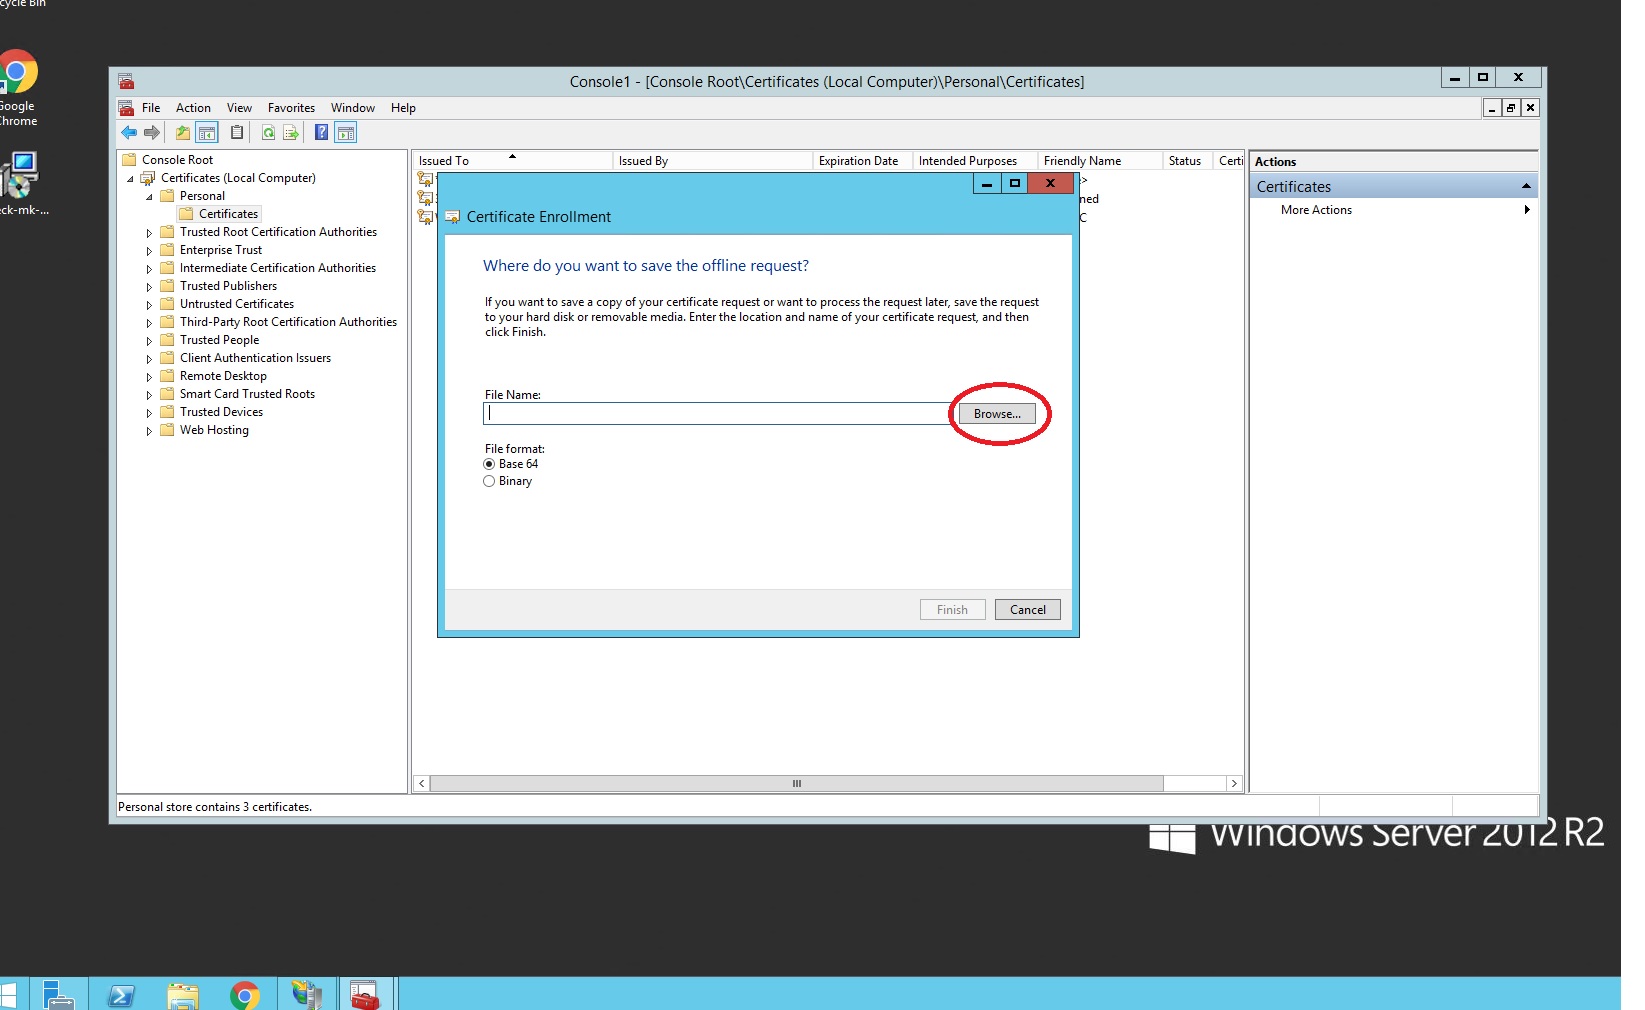 cycle Bin
Google
Chrome
eck-mk-...
Console1 - [Console Root\Certificates (Local Computer)\Personal\Certificates]
File Action View Favorites Window Help
Console Root
Certificates (Local Computer)
Personal
Certificates
Trusted Root Certification Authorities
Enterprise Trust
Intermediate Certification Authorities
Trusted Publishers
Untrusted Certificates
Third-Party Root Certification Authorities
Trusted People
Client Authentication Issuers
Remote Desktop
Smart Card Trusted Roots
Trusted Devices
Web Hosting
Issued To Issued By Expiration Date Intended Purposes Friendly Name Status Certi
ned
C
Certificate Enrollment
Where do you want to save the offline request?
If you want to save a copy of your certificate request or want to process the request later, save the request
to your hard disk or removable media. Enter the location and name of your certificate request, and then
click Finish.
File Name:
Browse...
File format:
Base 64
Binary
Finish Cancel
Actions
Certificates
More Actions
Personal store contains 3 certificates.
Windows Server 2012 R2